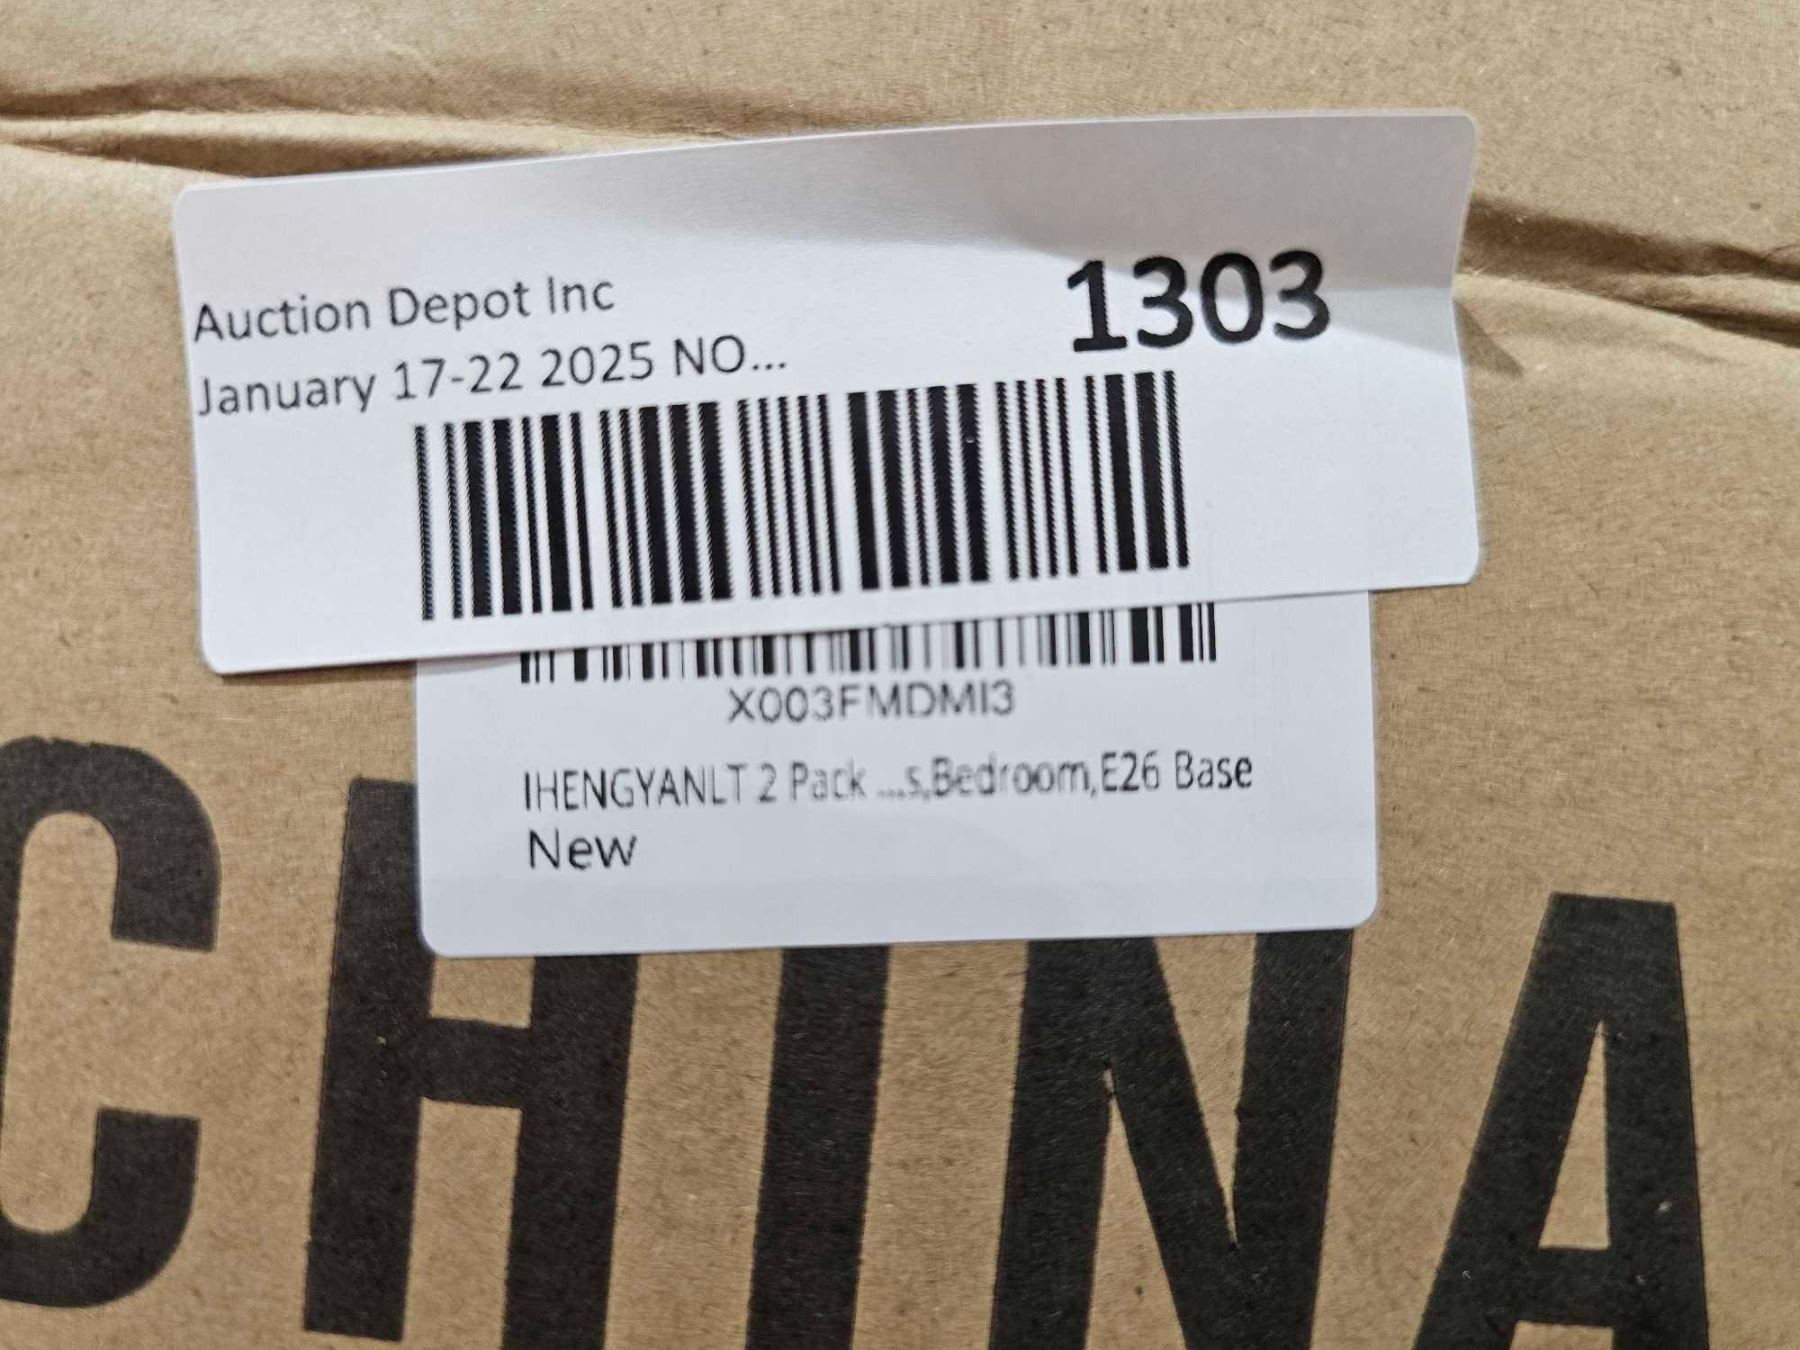 Auction Depot Inc
1303
January 17-22 2025 NO...
X003FMDMI3
IHENGYANLT 2 Pack ...s,Bedroom,E26 Base
New
CHINA